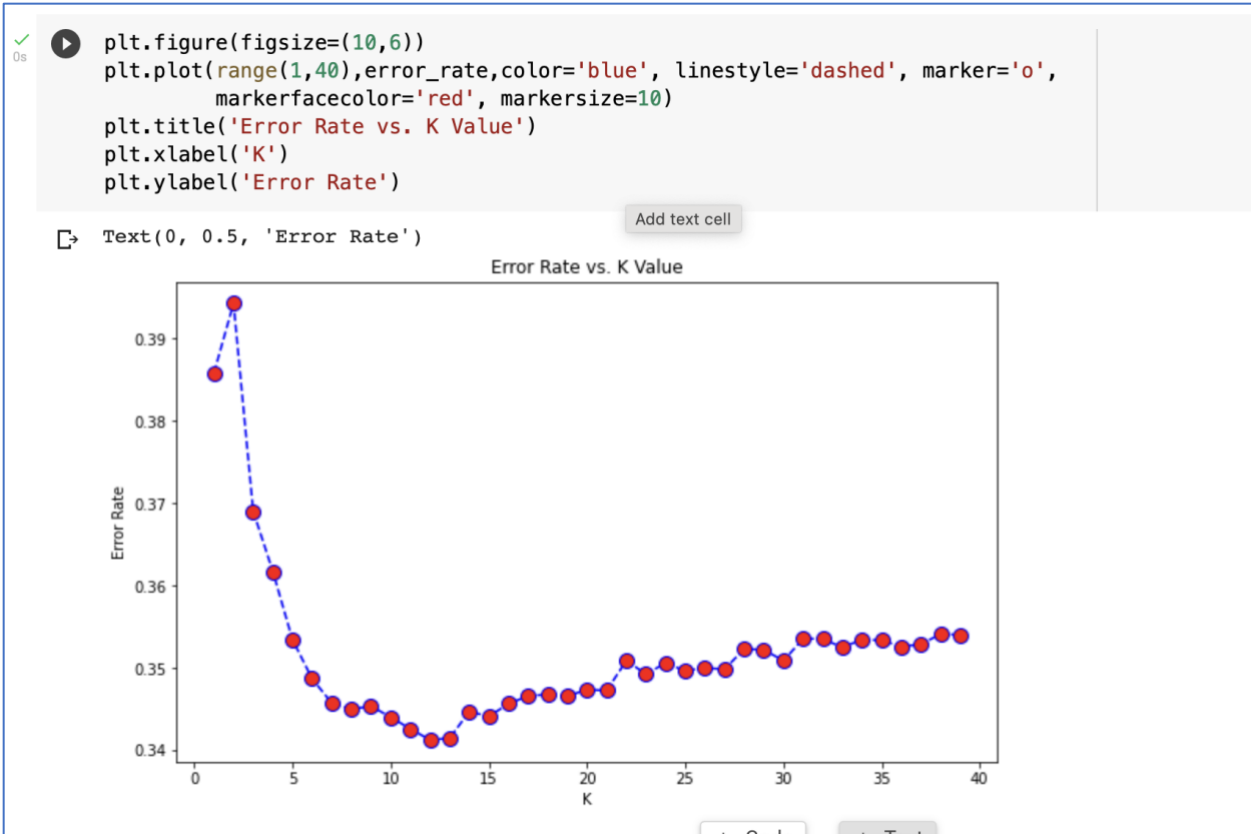 plt.figure(figsize=(10,6))
0s
plt.plot(range(1,40),error_rate,color='blue', linestyle='dashed', marker='o',
markerfacecolor='red', markersize=10)
plt.title('Error Rate vs. K Value')
plt.xlabel('K')
plt.ylabel('Error Rate')
Add text cell
Text(0, 0.5, 'Error Rate')
Error Rate vs. K Value
0.39
0.38
0.37
0.36
0.35
0.34
Error Rate
0 5 10 15 20 25 30 35 40
K